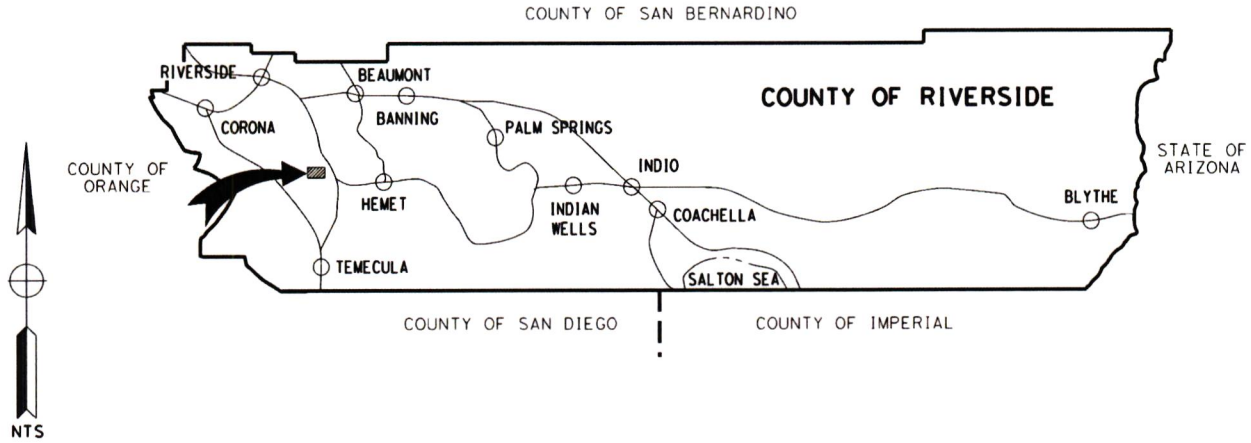 COUNTY OF SAN BERNARDINO
RIVERSIDE
BEAUMONT
COUNTY OF RIVERSIDE
BANNING
CORONA
PALM SPRINGS
COUNTY OF
ORANGE
STATE OF
ARIZONA
INDIO
HEMET
INDIAN
WELLS
COACHELLA
BLYTHE
TEMECULA
SALTON SEA
COUNTY OF SAN DIEGO
COUNTY OF IMPERIAL
NTS